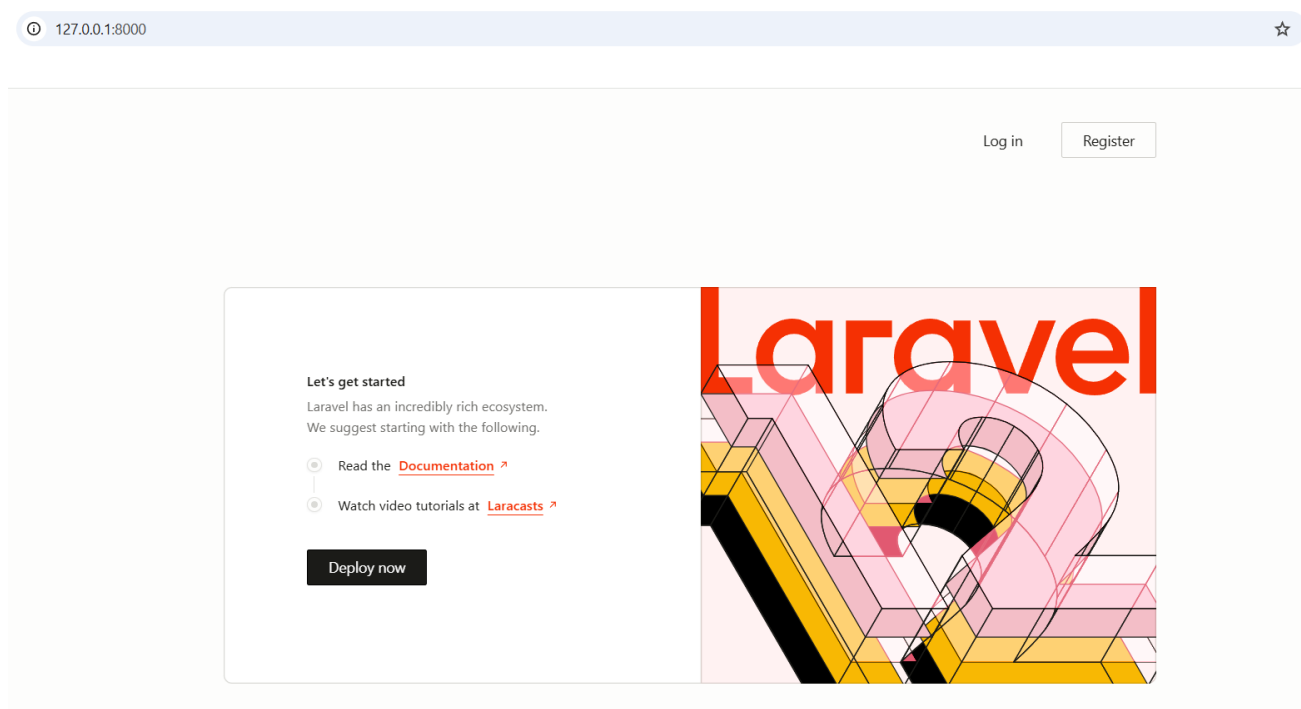 127.0.0.1:8000
Log in
Register
Let's get started
Laravel has an incredibly rich ecosystem.
We suggest starting with the following.
Read the Documentation
Watch video tutorials at Laracasts
Deploy now
Laravel